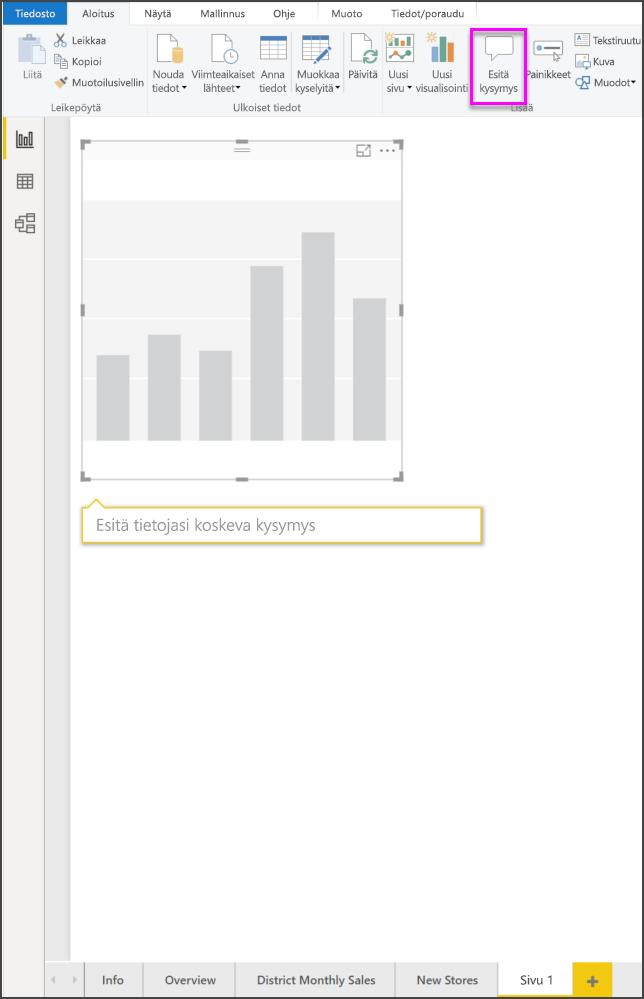 Tiedosto Aloitus Näytä Mallinnus Ohje Muoto Tiedot/poraudu
Liitä
Leikkaa
Kopioi
Muotoilusivellin
Leikepöytä
Nouda
tiedot
Viimeaikaiset
lähteet
Anna
tiedot
Muokkaa
kyselyitä
Päivitä
Ulkoiset tiedot
Uusi
sivu
Uusi
visualisointi
Esitä
kysymys
Painikkeet
Tekstiruutu
Kuva
Muodot
Lisää
Esitä tietojasi koskeva kysymys
Info Overview District Monthly Sales New Stores Sivu 1